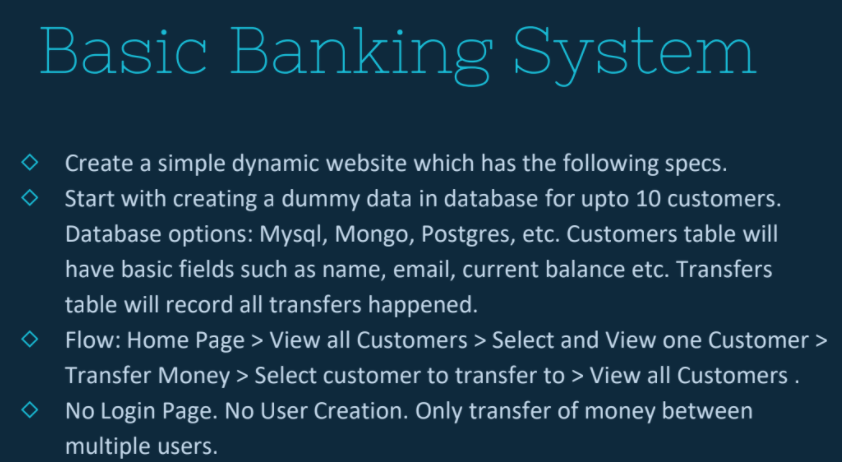 Basic Banking System
Create a simple dynamic website which has the following specs.
Start with creating a dummy data in database for upto 10 customers.
Database options: Mysql, Mongo, Postgres, etc. Customers table will
have basic fields such as name, email, current balance etc. Transfers
table will record all transfers happened.
Flow: Home Page > View all Customers > Select and View one Customer >
Transfer Money > Select customer to transfer to > View all Customers .
No Login Page. No User Creation. Only transfer of money between
multiple users.